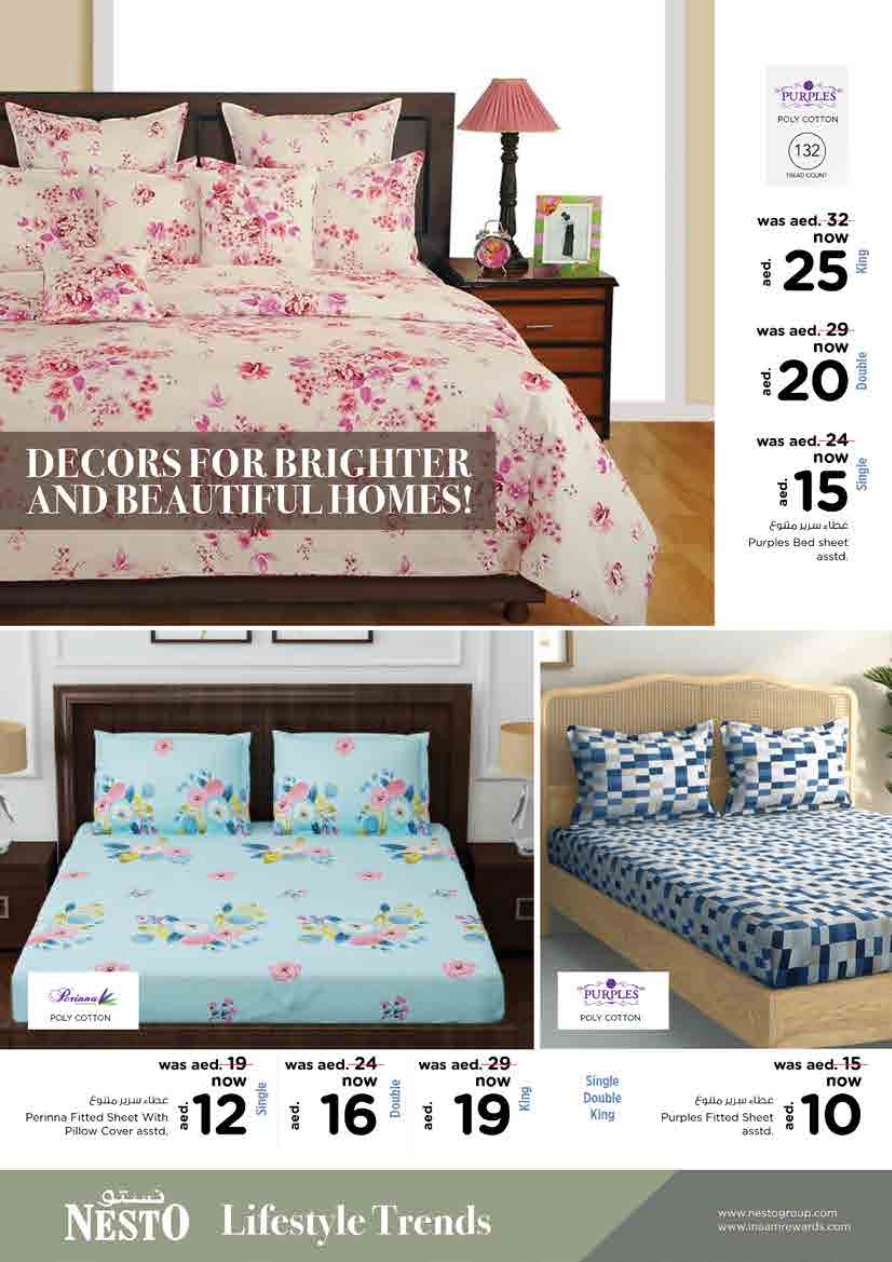 PURPLES
POLY COTTON
132
TREAD COUNT
was aed. 32
now
aed. 25
King
was aed. 29
now
aed. 20
Double
was aed. 24
now
aed. 15
Single
غطاء سرير متنوع
Purples Bed sheet
asstd.
DECORS FOR BRIGHTER
AND BEAUTIFUL HOMES!
Perinna
POLY COTTON
PURPLES
POLY COTTON
غطاء سرير متنوع
Perinna Fitted Sheet With
Pillow Cover asstd.
was aed. 19
now
aed. 12
Single
was aed. 24
now
aed. 16
Double
was aed. 29
now
aed. 19
King
Single
Double
King
غطاء سرير متنوع
Purples Fitted Sheet
asstd.
was aed. 15
now
aed. 10
نستو
NESTO
Lifestyle Trends
www.nestogroup.com
www.inaamrewards.com